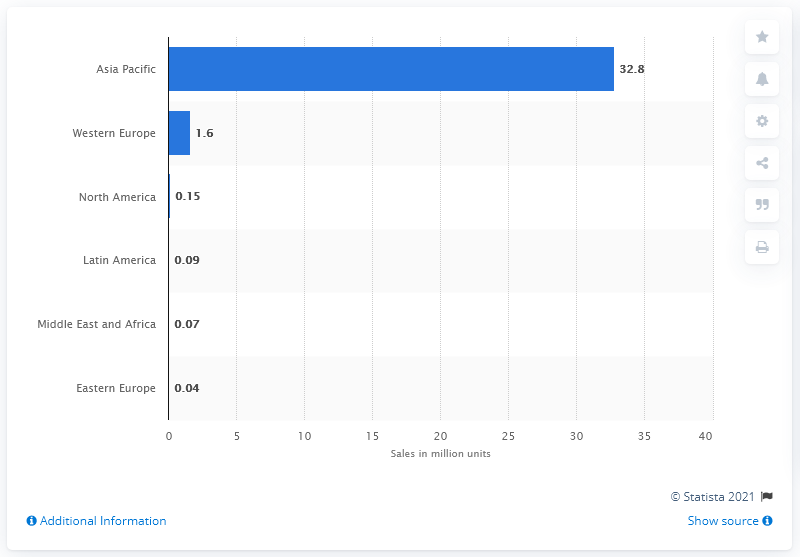 Asia Pacific 32.8
Western Europe 1.6
North America 0.15
Latin America 0.09
Middle East and Africa 0.07
Eastern Europe 0.04
0 5 10 15 20 25 30 35 40
Sales in million units
© Statista 2021
Additional Information Show source